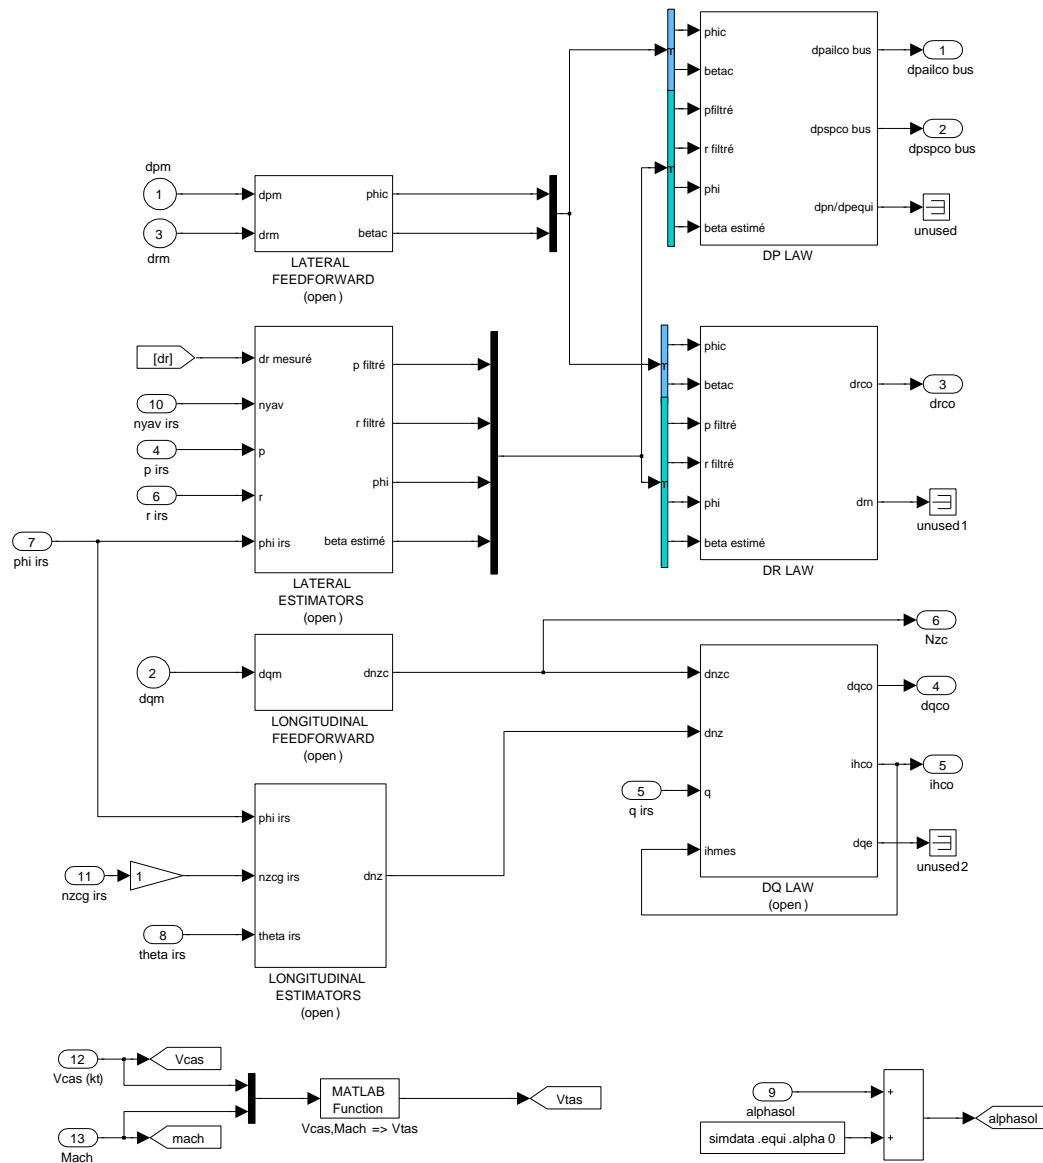 phic
betac
pfiltré
r filtré
phi
beta estimé
dpailco bus
dpspco bus
dpn/dpequi
DP LAW
1
dpailco bus
2
dpspco bus
unused
dpm
1
3
drm
dpm
drm
phic
betac
LATERAL
FEEDFORWARD
(open )
[dr]
10
nyav irs
4
p irs
6
r irs
7
phi irs
dr mesuré
nyav
p
r
phi irs
p filtré
r filtré
phi
beta estimé
LATERAL
ESTIMATORS
(open )
phic
betac
p filtré
r filtré
phi
beta estimé
drco
drn
DR LAW
3
drco
unused 1
2
dqm
dqm
dnzc
LONGITUDINAL
FEEDFORWARD
(open )
6
Nzc
dnzc
dnz
q
ihmes
dqco
ihco
dqe
DQ LAW
(open )
5
q irs
4
dqco
5
ihco
unused 2
11
nzcg irs
1
8
theta irs
phi irs
nzcg irs
theta irs
dnz
LONGITUDINAL
ESTIMATORS
(open )
12
Vcas (kt)
Vcas
13
Mach
mach
MATLAB
Function
Vcas,Mach => Vtas
Vtas
9
alphasol
simdata .equi .alpha 0
+
+
alphasol